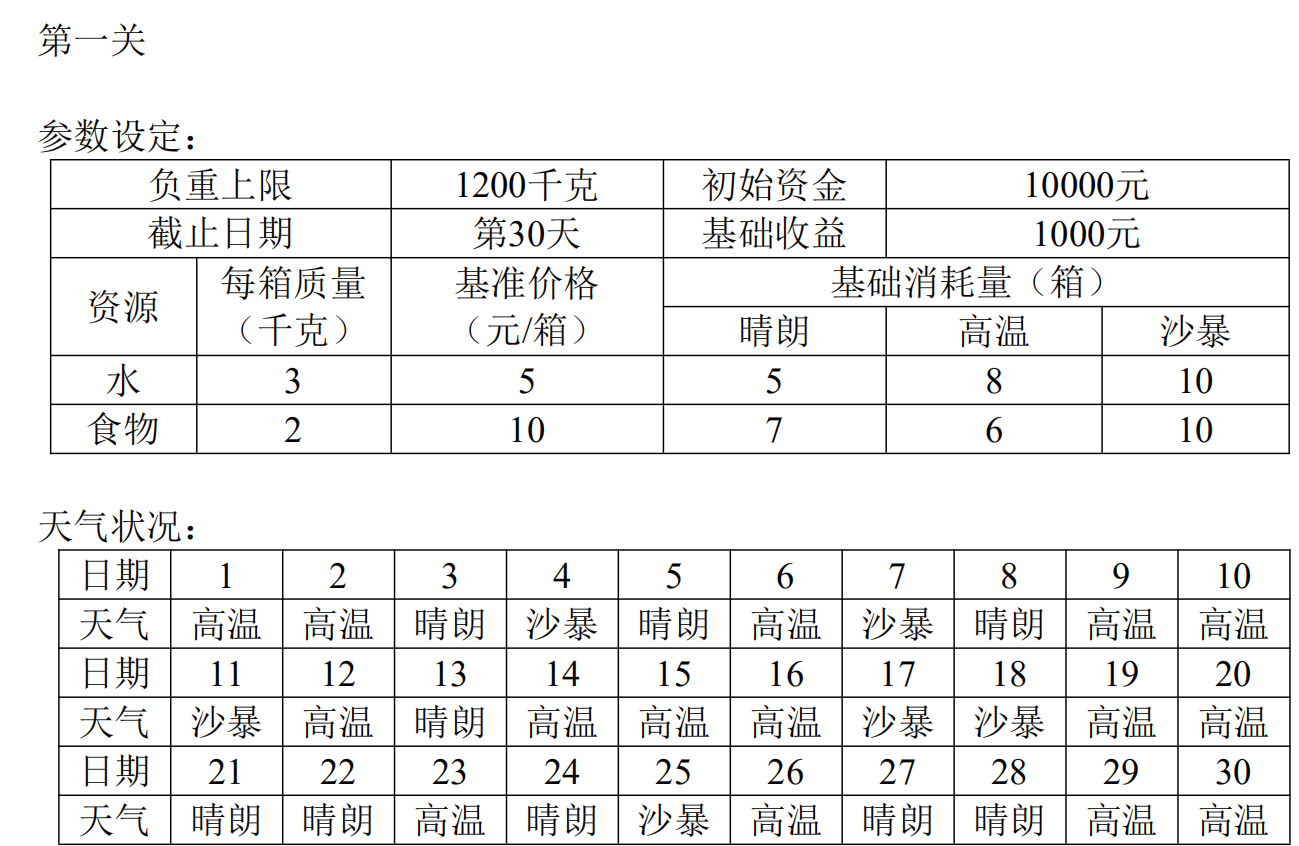 第一关
参数设定：
负重上限 1200千克 初始资金 10000元
截止日期 第30天 基础收益 1000元
资源 每箱质量（千克） 基准价格（元/箱） 基础消耗量（箱）
晴朗 高温 沙暴
水 3 5 5 8 10
食物 2 10 7 6 10
天气状况：
日期 1 2 3 4 5 6 7 8 9 10
天气 高温 高温 晴朗 沙暴 晴朗 高温 沙暴 晴朗 高温 高温
日期 11 12 13 14 15 16 17 18 19 20
天气 沙暴 高温 晴朗 高温 高温 高温 沙暴 沙暴 高温 高温
日期 21 22 23 24 25 26 27 28 29 30
天气 晴朗 晴朗 高温 晴朗 沙暴 高温 晴朗 晴朗 高温 高温